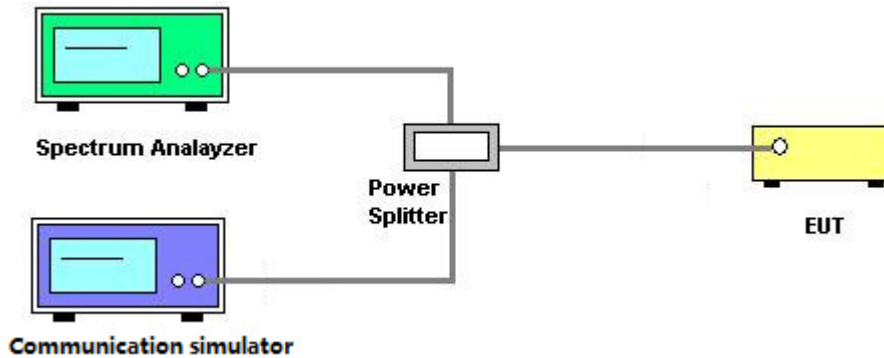 Spectrum Analayzer
Power
Splitter
EUT
Communication simulator